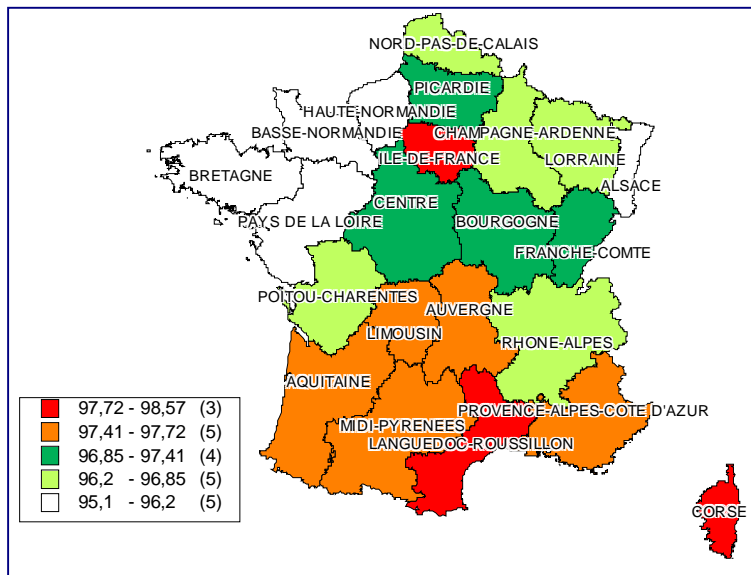 NORD-PAS-DE-CALAIS
PICARDIE
HAUTE-NORMANDIE
BASSE-NORMANDIE
CHAMPAGNE-ARDENNE
ILE-DE-FRANCE
LORRAINE
BRETAGNE
ALSACE
CENTRE
PAYS DE LA LOIRE
BOURGOGNE
FRANCHE-COMTE
POITOU-CHARENTES
AUVERGNE
LIMOUSIN
RHONE-ALPES
AQUITAINE
PROVENCE-ALPES-COTE D'AZUR
MIDI-PYRENEES
LANGUEDOC-ROUSSILLON
CORSE
97,72 - 98,57 (3)
97,41 - 97,72 (5)
96,85 - 97,41 (4)
96,2 - 96,85 (5)
95,1 - 96,2 (5)